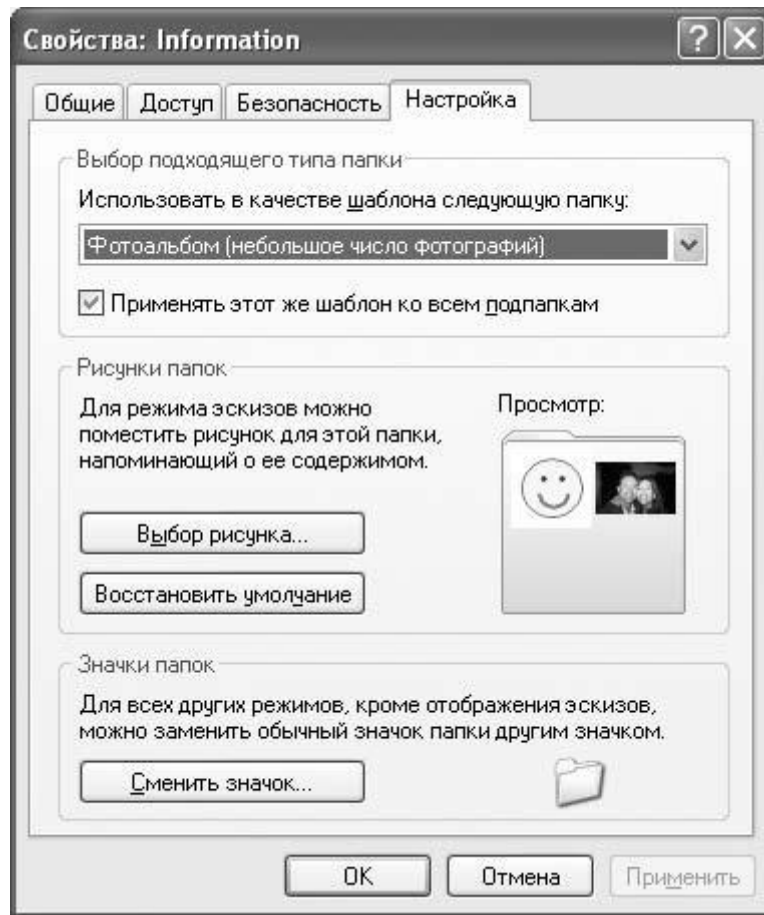 Свойства: Information
Общие
Доступ
Безопасность
Настройка
Выбор подходящего типа папки
Использовать в качестве шаблона следующую папку:
Фотоальбом (небольшое число фотографий)
Применять этот же шаблон ко всем подпапкам
Рисунки папок
Для режима эскизов можно
поместить рисунок для этой папки,
напоминающий о ее содержимом.
Просмотр:
Выбор рисунка...
Восстановить умолчание
Значки папок
Для всех других режимов, кроме отображения эскизов,
можно заменить обычный значок папки другим значком.
Сменить значок...
OK
Отмена
Применить